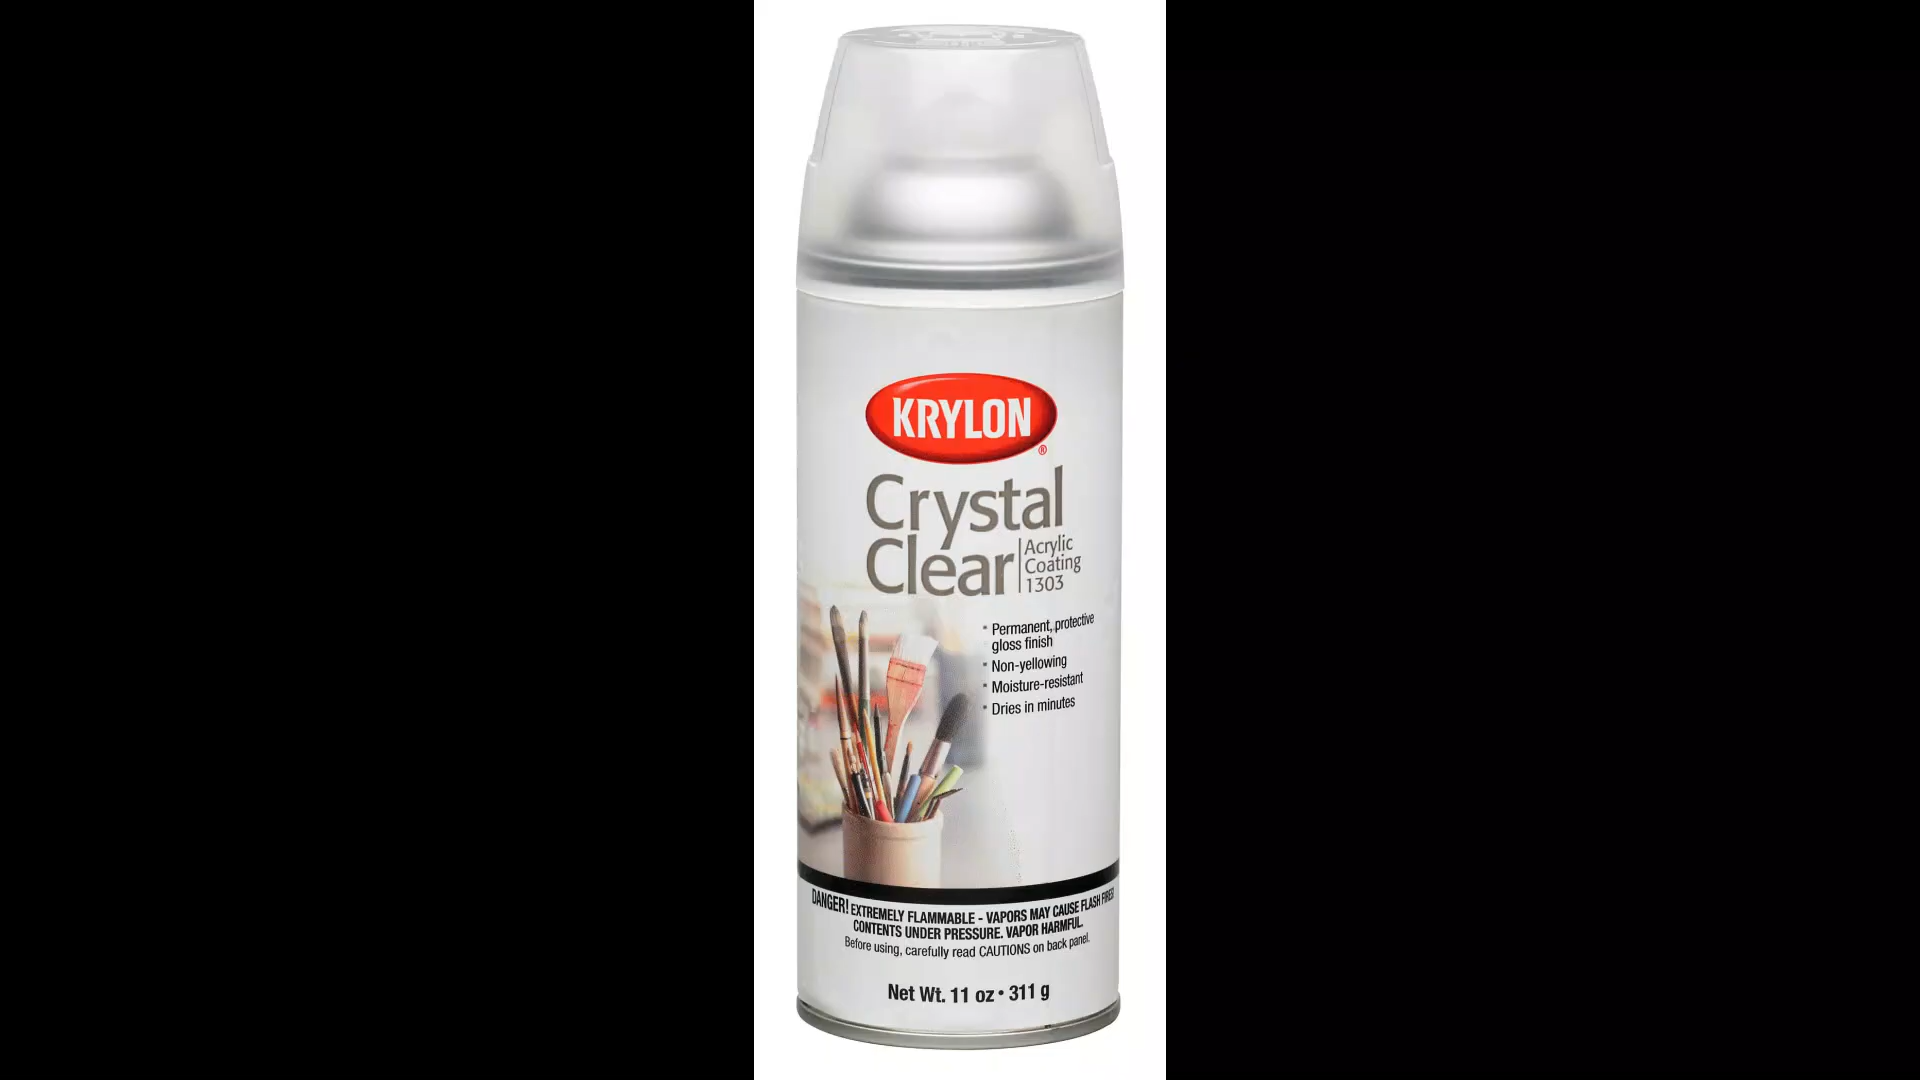 KRYLON®
Crystal
Clear
Acrylic
Coating
1303
• Permanent, protective
gloss finish
• Non-yellowing
• Moisture-resistant
• Dries in minutes
DANGER! EXTREMELY FLAMMABLE - VAPORS MAY CAUSE FLASH FIRES!
CONTENTS UNDER PRESSURE. VAPOR HARMFUL.
Before using, carefully read CAUTIONS on back panel.
Net Wt. 11 oz • 311 g